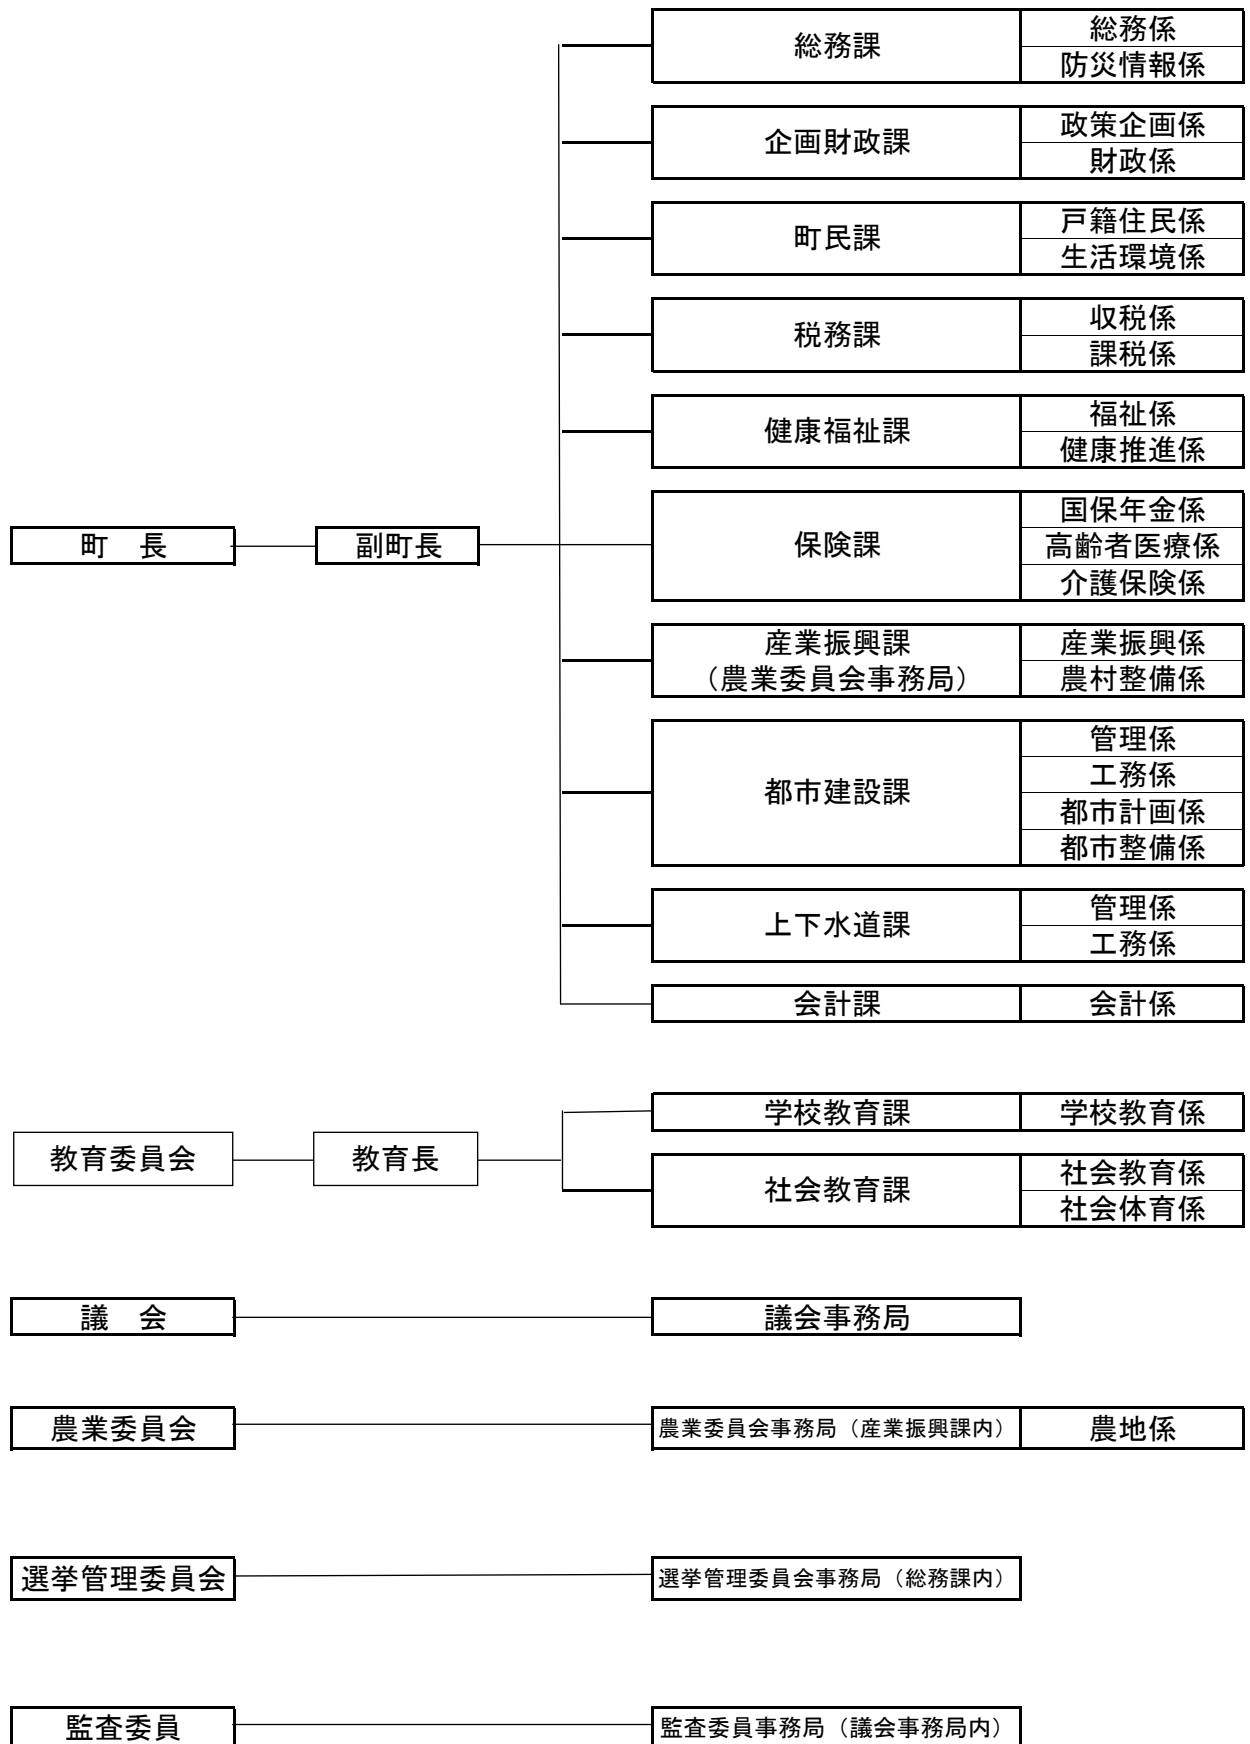 総務課
総務係
防災情報係
企画財政課
政策企画係
財政係
町民課
戸籍住民係
生活環境係
税務課
収税係
課税係
健康福祉課
福祉係
健康推進係
町　長
副町長
保険課
国保年金係
高齢者医療係
介護保険係
産業振興課
（農業委員会事務局）
産業振興係
農村整備係
都市建設課
管理係
工務係
都市計画係
都市整備係
上下水道課
管理係
工務係
会計課
会計係
教育委員会
教育長
学校教育課
学校教育係
社会教育課
社会教育係
社会体育係
議　会
議会事務局
農業委員会
農業委員会事務局（産業振興課内）
農地係
選挙管理委員会
選挙管理委員会事務局（総務課内）
監査委員
監査委員事務局（議会事務局内）